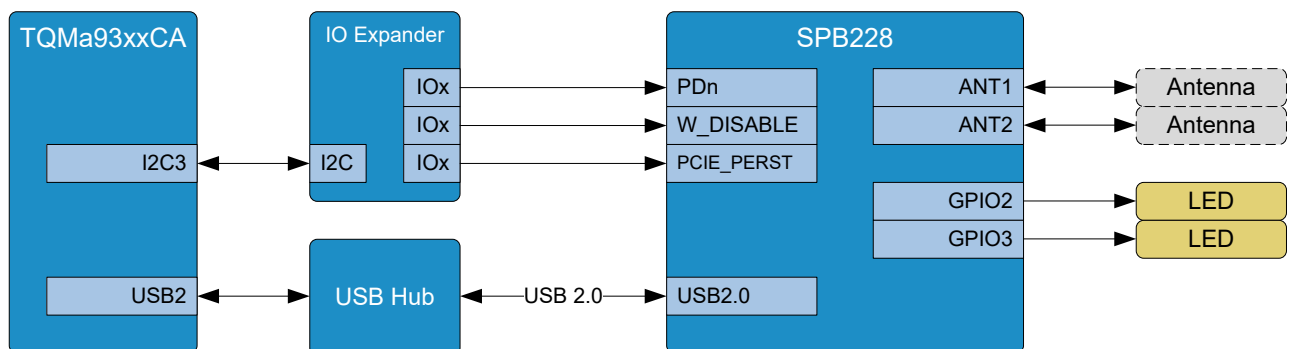 TQMa93xxCA
IO Expander
SPB228
IOx
PDn
ANT1
Antenna
IOx
W_DISABLE
ANT2
Antenna
I2C3
I2C
IOx
PCIE_PERST
GPIO2
LED
GPIO3
LED
USB2
USB Hub
USB 2.0
USB2.0